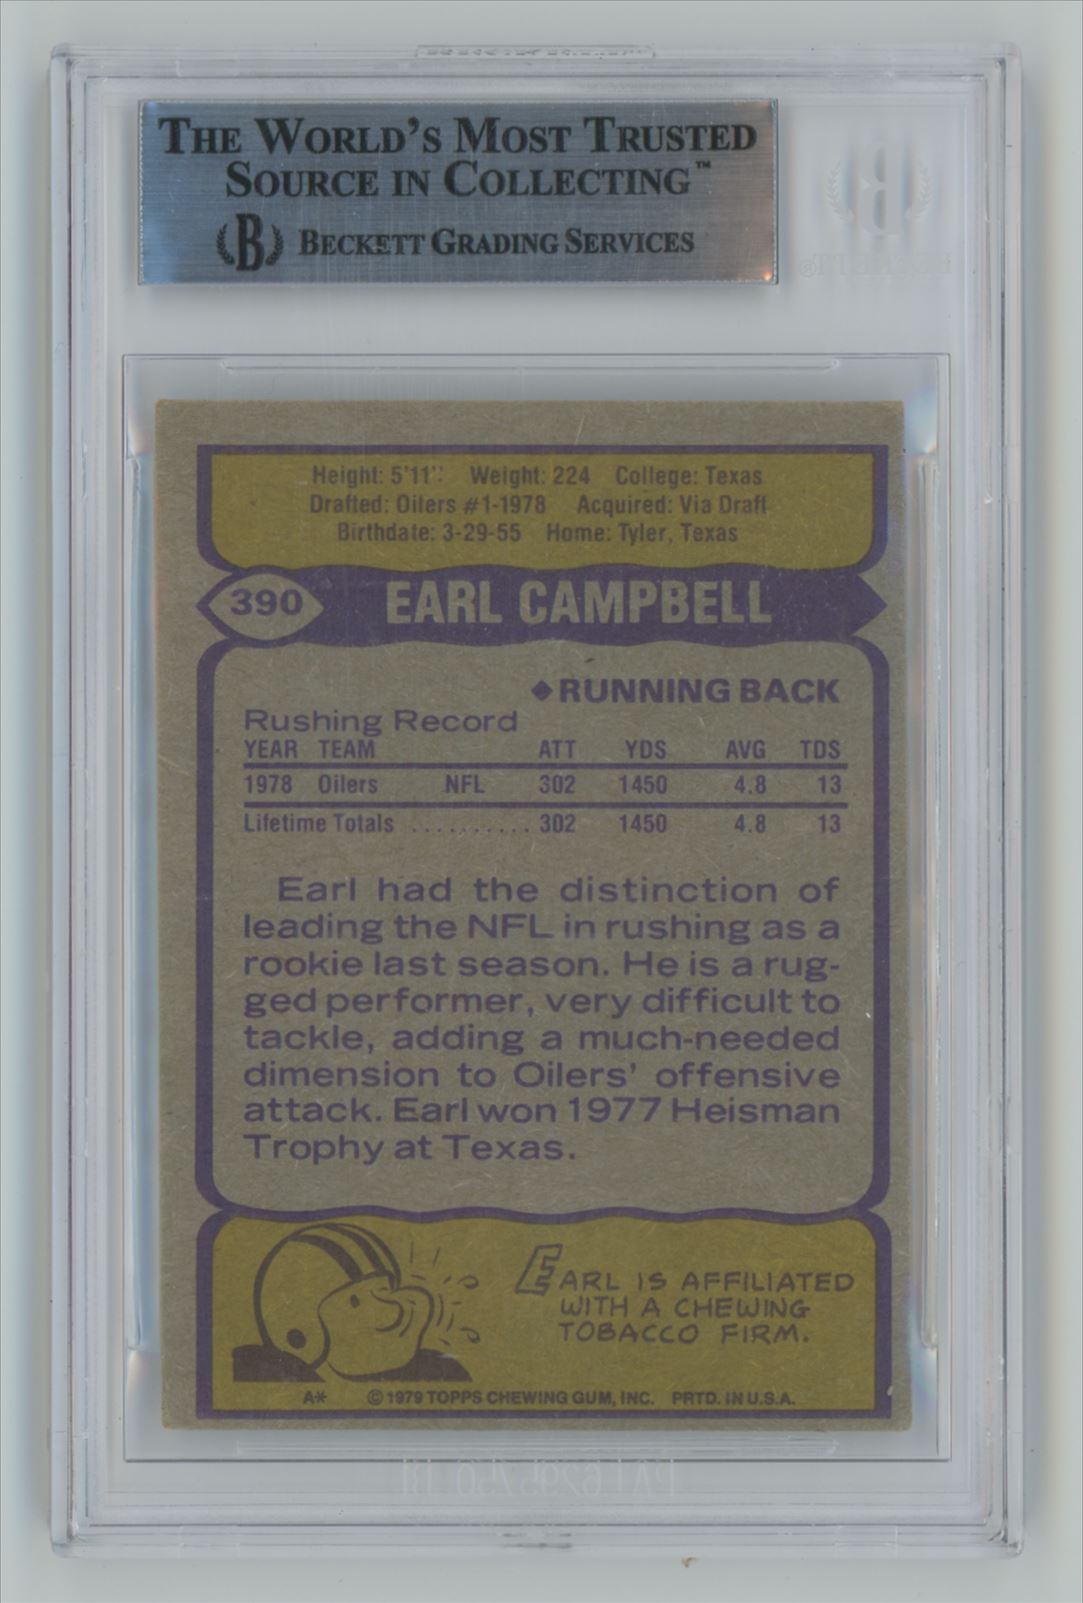 THE WORLD'S MOST TRUSTED
SOURCE IN COLLECTING™
B BECKETT GRADING SERVICES
B
Height: 5'11" Weight: 224 College: Texas
Drafted: Oilers #1-1978 Acquired: Via Draft
Birthdate: 3-29-55 Home: Tyler, Texas
390 EARL CAMPBELL
◆RUNNING BACK
Rushing Record
YEAR TEAM ATT YDS AVG TDS
1978 Oilers NFL 302 1450 4.8 13
Lifetime Totals .......... 302 1450 4.8 13
Earl had the distinction of
leading the NFL in rushing as a
rookie last season. He is a rug-
ged performer, very difficult to
tackle, adding a much-needed
dimension to Oilers' offensive
attack. Earl won 1977 Heisman
Trophy at Texas.
EARL IS AFFILIATED
WITH A CHEWING
TOBACCO FIRM.
A* © 1979 TOPPS CHEWING GUM, INC. PRTD. IN U.S.A.